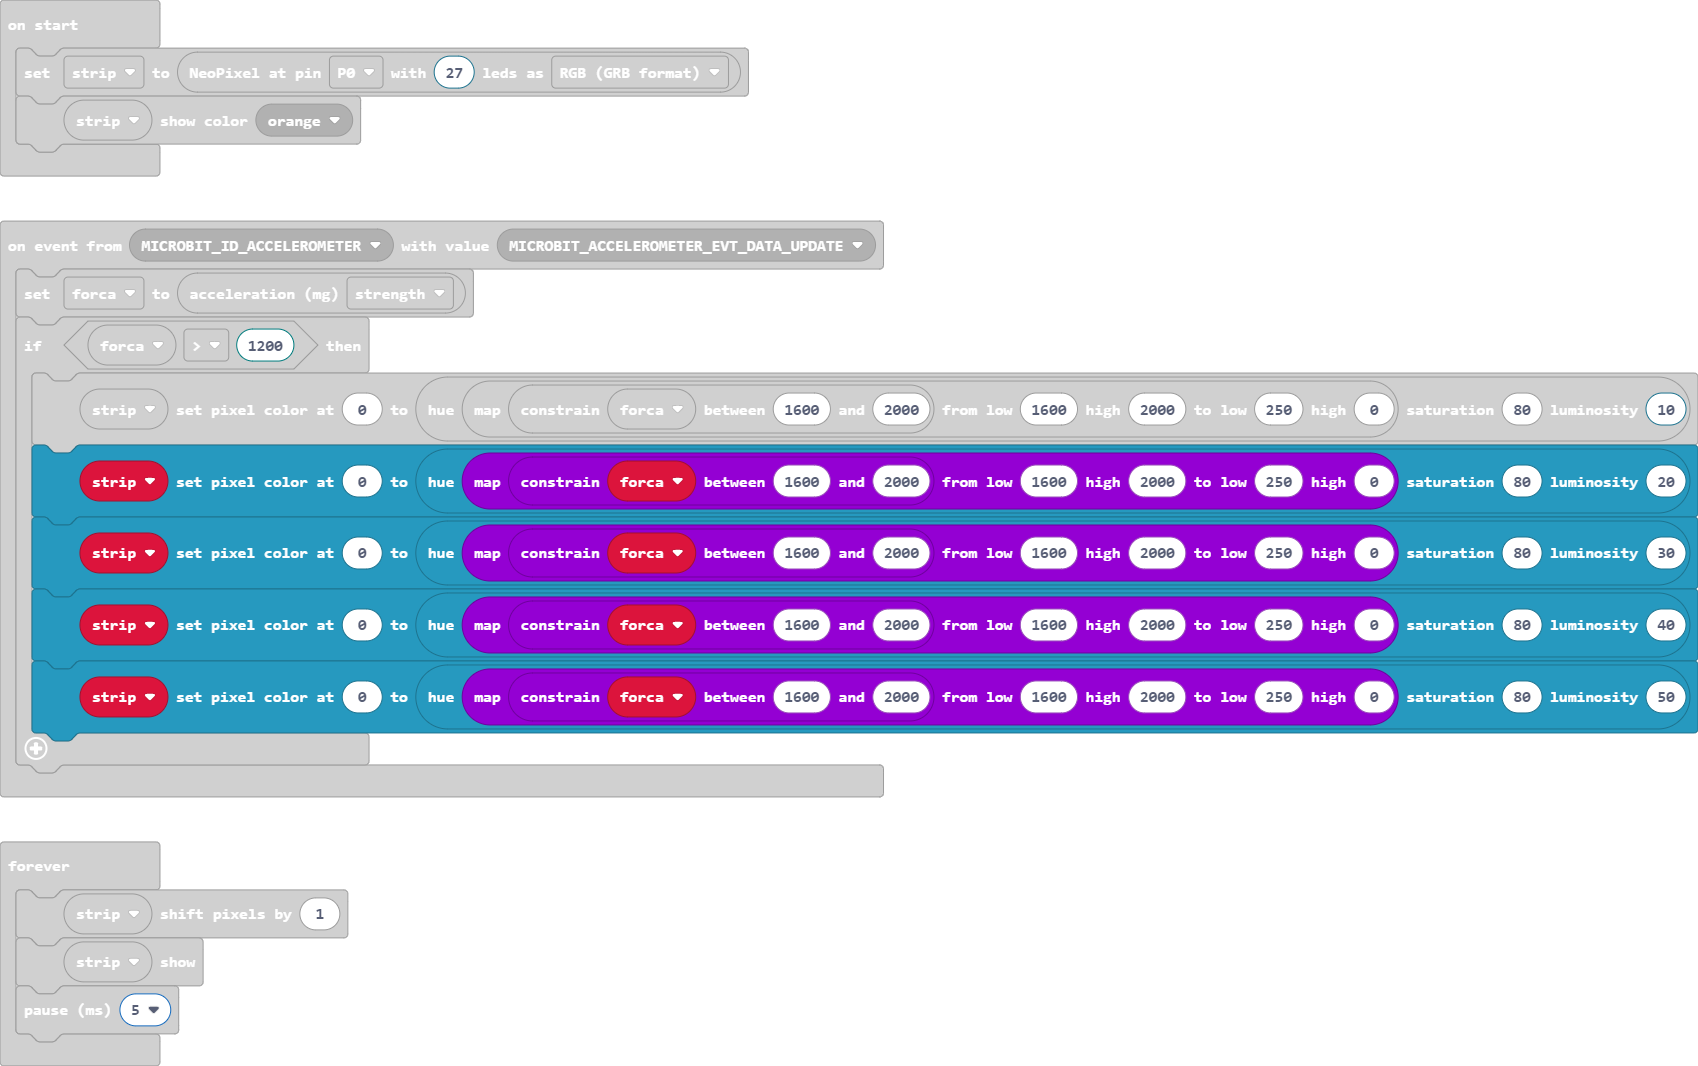 on start
set strip to NeoPixel at pin P0 with 27 leds as RGB (GRB format)
strip show color orange
on event from MICROBIT_ID_ACCELEROMETER with value MICROBIT_ACCELEROMETER_EVT_DATA_UPDATE
set forca to acceleration (mg) strength
if forca > 1200 then
strip set pixel color at 0 to hue map constrain forca between 1600 and 2000 from low 1600 high 2000 to low 250 high 0 saturation 80 luminosity 10
strip set pixel color at 0 to hue map constrain forca between 1600 and 2000 from low 1600 high 2000 to low 250 high 0 saturation 80 luminosity 20
strip set pixel color at 0 to hue map constrain forca between 1600 and 2000 from low 1600 high 2000 to low 250 high 0 saturation 80 luminosity 30
strip set pixel color at 0 to hue map constrain forca between 1600 and 2000 from low 1600 high 2000 to low 250 high 0 saturation 80 luminosity 40
strip set pixel color at 0 to hue map constrain forca between 1600 and 2000 from low 1600 high 2000 to low 250 high 0 saturation 80 luminosity 50
forever
strip shift pixels by 1
strip show
pause (ms) 5